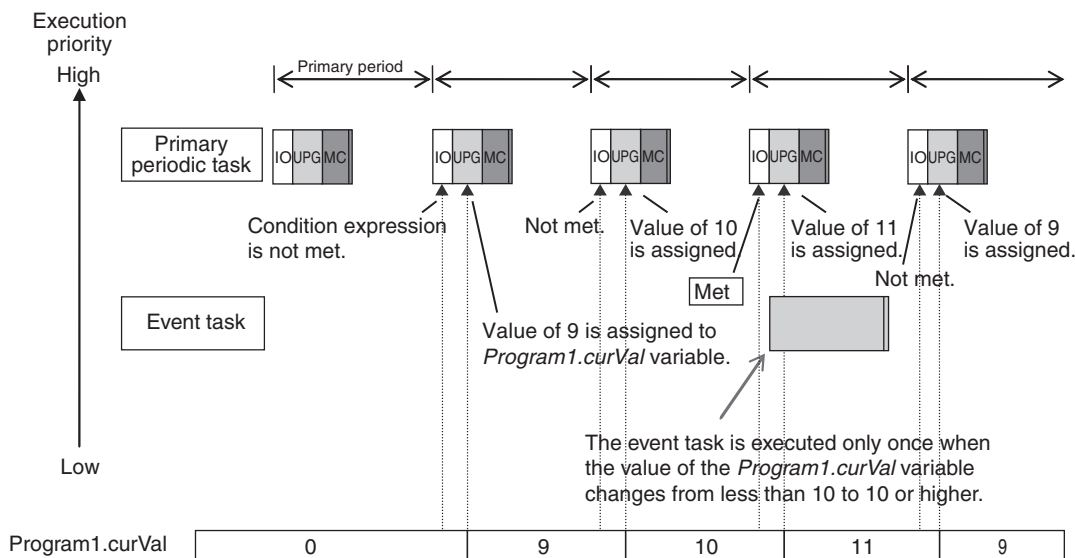 Execution
priority
High
Primary period
Primary
periodic task
IO UPG MC
IO UPG MC
IO UPG MC
IO UPG MC
IO UPG MC
Condition expression
is not met.
Not met.
Value of 10
is assigned.
Value of 11
is assigned.
Not met.
Value of 9
is assigned.
Met
Event task
Value of 9 is assigned to
Program1.curVal variable.
The event task is executed only once when
the value of the Program1.curVal variable
changes from less than 10 to 10 or higher.
Low
Program1.curVal 0 9 10 11 9